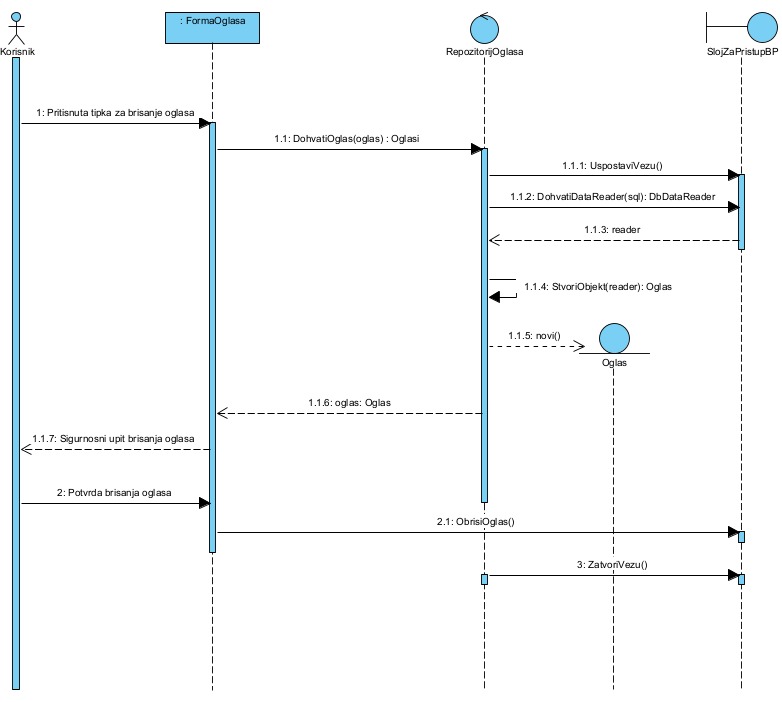 : FormaOglasa
Korisnik
RepozitorijOglasa
SlojZaPristupBP
1: Pritisnuta tipka za brisanje oglasa
1.1: DohvatiOglas(oglas) : Oglasi
1.1.1: UspostaviVezu()
1.1.2: DohvatiDataReader(sql): DbDataReader
1.1.3: reader
1.1.4: StvoriObjekt(reader): Oglas
1.1.5: novi()
Oglas
1.1.6: oglas: Oglas
1.1.7: Sigurnosni upit brisanja oglasa
2: Potvrda brisanja oglasa
2.1: ObrisiOglas()
3: ZatvoriVezu()